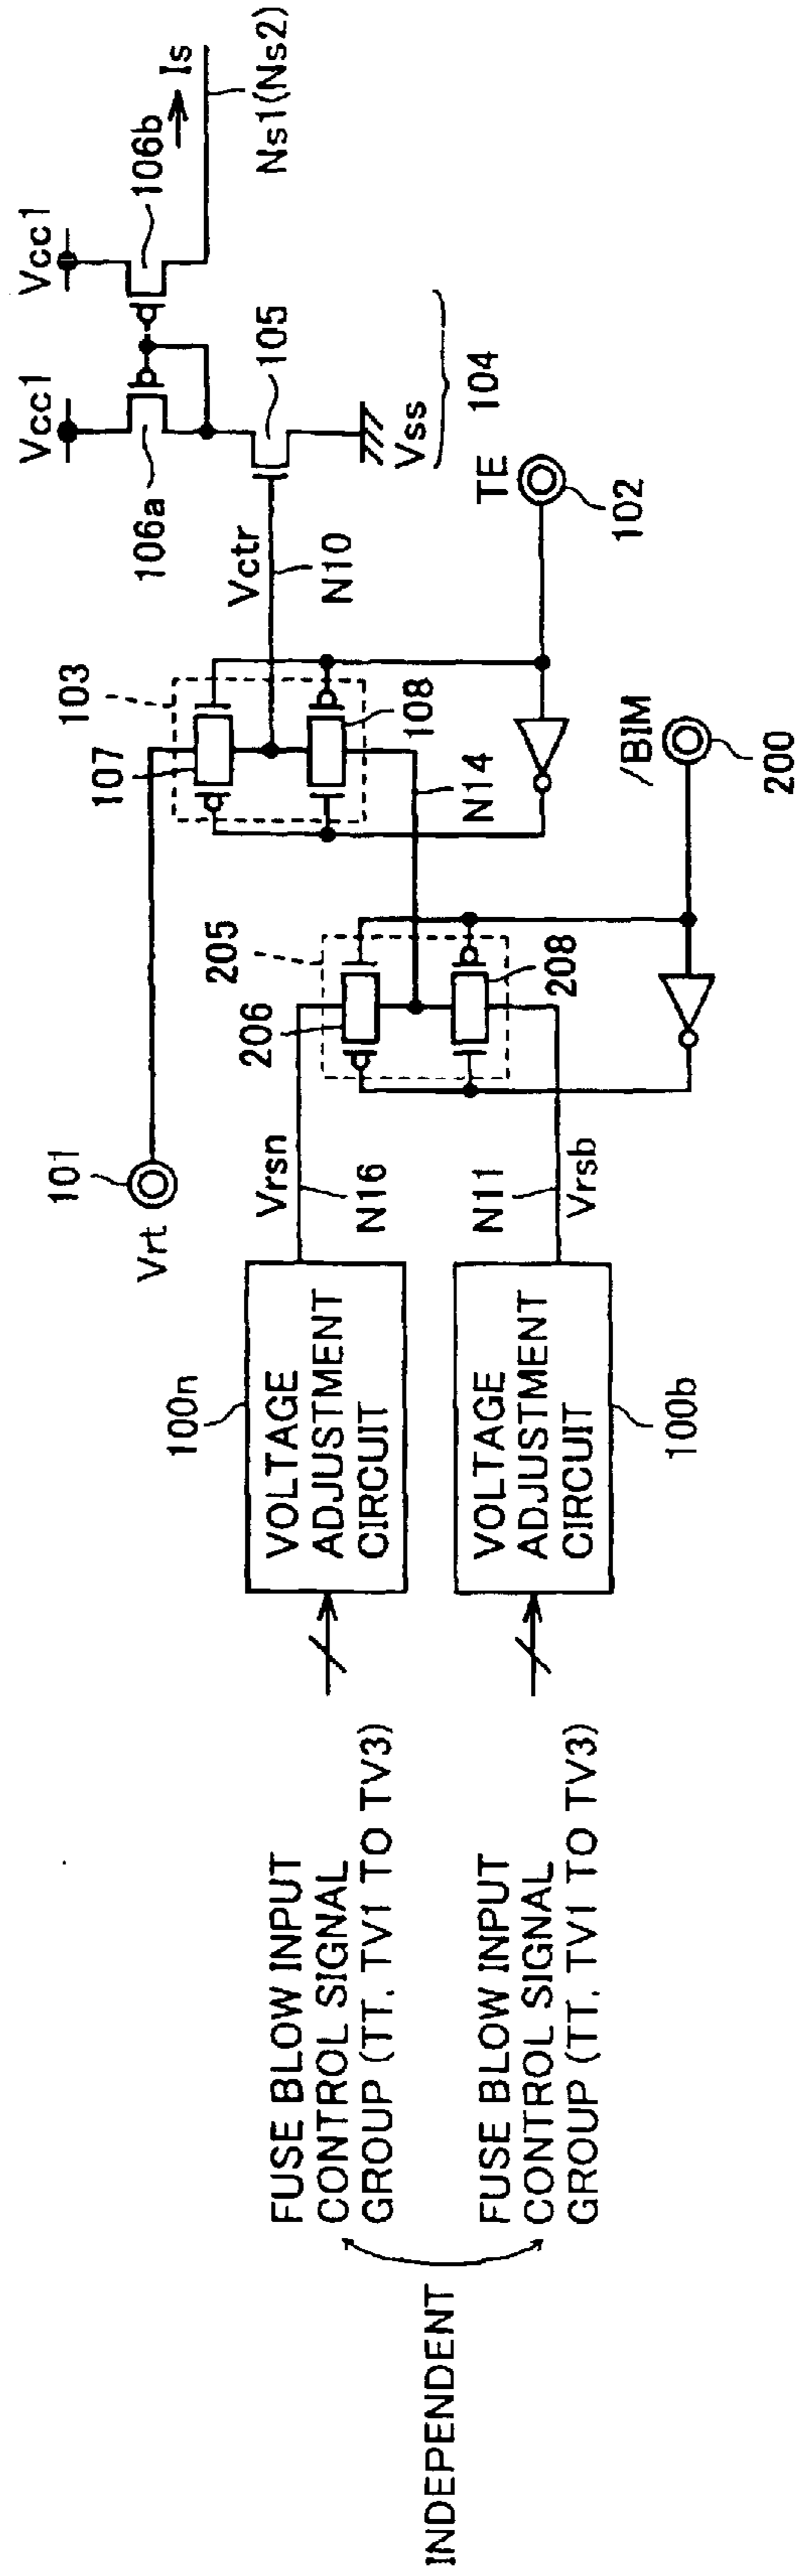 INDEPENDENT
FUSE BLOW INPUT
CONTROL SIGNAL
GROUP (TT, TV1 TO TV3)
FUSE BLOW INPUT
CONTROL SIGNAL
GROUP (TT, TV1 TO TV3)
100n
VOLTAGE
ADJUSTMENT
CIRCUIT
VOLTAGE
ADJUSTMENT
CIRCUIT
100b
Vrt
101
Vrsn
N16
N11
Vrsb
205
206
208
/BIM
200
N14
103
107
108
TE
102
Vctr
N10
Vcc1
Vcc1
106a
106b
105
Vss
104
Is
Ns1(Ns2)